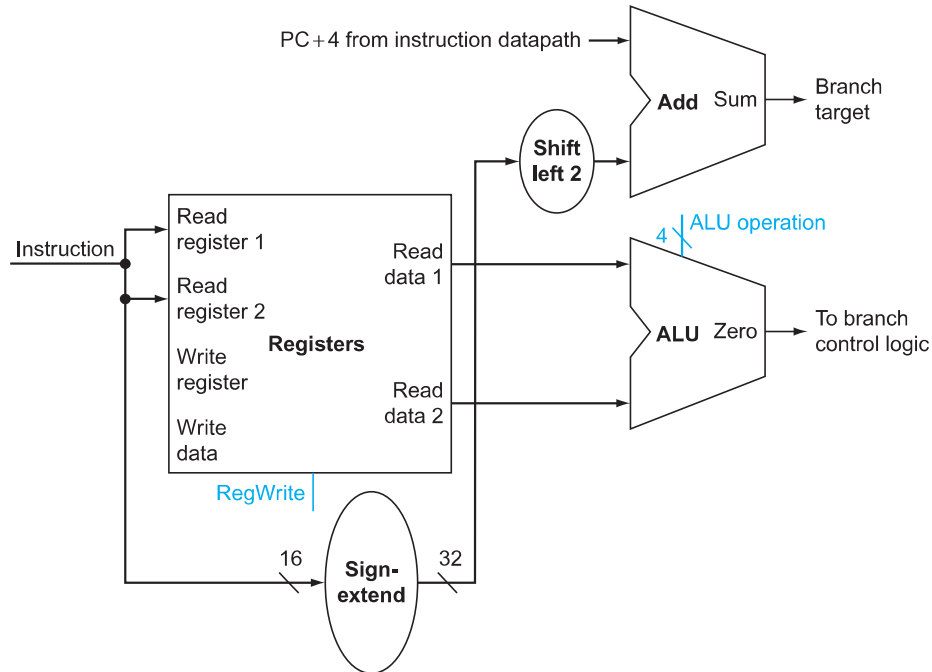 PC+4 from instruction datapath
Add Sum
Branch
target
Shift
left 2
4
ALU operation
Instruction
Read
register 1
Read
data 1
Read
register 2
Registers
Write
register
Read
data 2
Write
data
ALU Zero
To branch
control logic
RegWrite
16
Sign-
extend
32